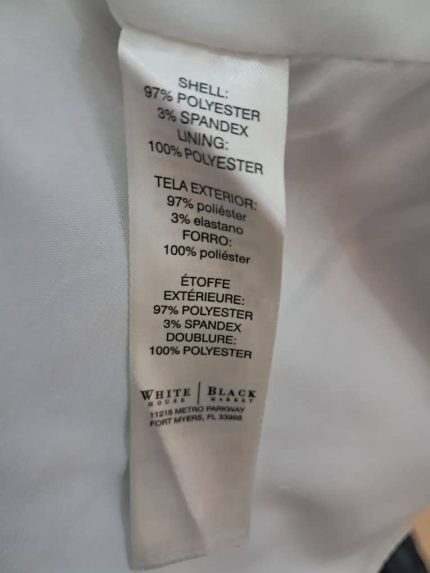 SHELL:
97% POLYESTER
3% SPANDEX
LINING:
100% POLYESTER
TELA EXTERIOR:
97% poliéster
3% elastano
FORRO:
100% poliéster
ÉTOFFE
EXTÉRIEURE:
97% POLYESTER
3% SPANDEX
DOUBLURE:
100% POLYESTER
WHITE | BLACK
HOUSE MARKET
11215 METRO PARKWAY
FORT MYERS, FL 33966